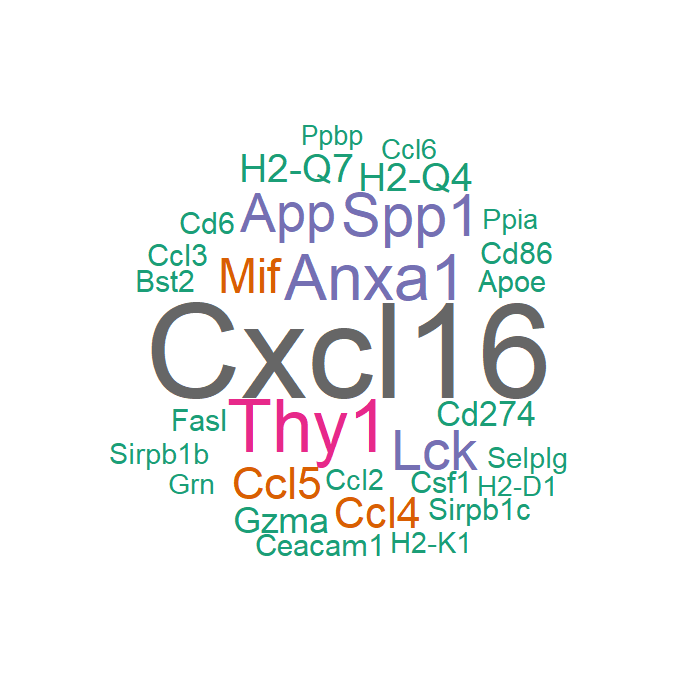 Ppbp
Ccl6
H2-Q7 H2-Q4
App Spp1 Ppia
Cd6
Ccl3 Cd86
Bst2 Mif Anxa1 Apoe
Cxcl16
Fasl Thy1 Cd274
Sirpb1b Lck Selplg
Grn Ccl5 Ccl2 Csf1 H2-D1
Gzma Ccl4 Sirpb1c
Ceacam1 H2-K1